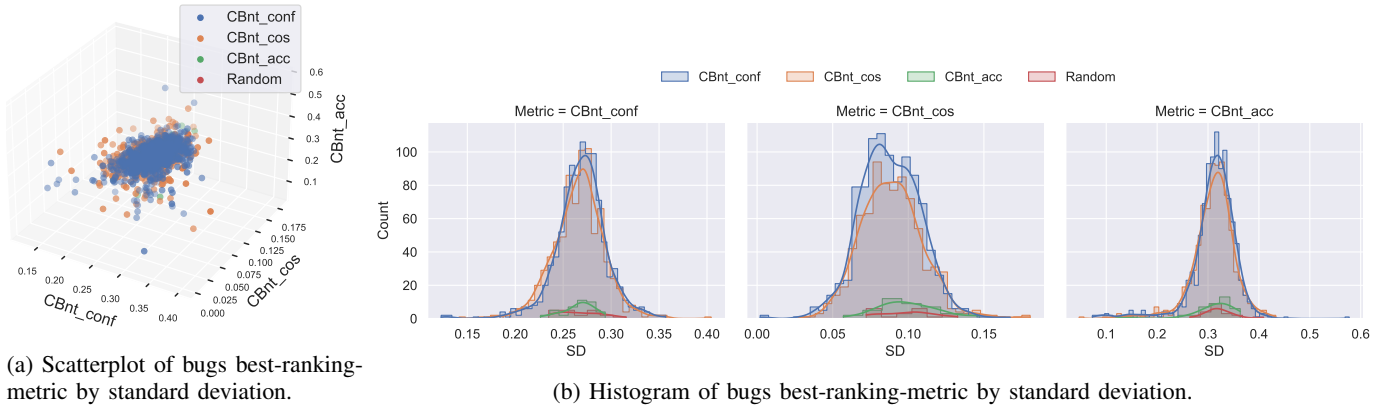 CBnt_conf
CBnt_cos
CBnt_acc
Random
0.6
0.5
0.4
0.3
0.2
0.1
CBnt_acc
0.15
0.20
0.25
0.30
0.35
0.40
CBnt_conf
0.000
0.025
0.050
0.075
0.100
0.125
0.150
0.175
CBnt_cos
(a) Scatterplot of bugs best-ranking-
metric by standard deviation.
CBnt_conf CBnt_cos CBnt_acc Random
Metric = CBnt_conf Metric = CBnt_cos Metric = CBnt_acc
Count
100
80
60
40
20
0
0.15 0.20 0.25 0.30 0.35 0.40 0.00 0.05 0.10 0.15 0.1 0.2 0.3 0.4 0.5 0.6
SD SD SD
(b) Histogram of bugs best-ranking-metric by standard deviation.